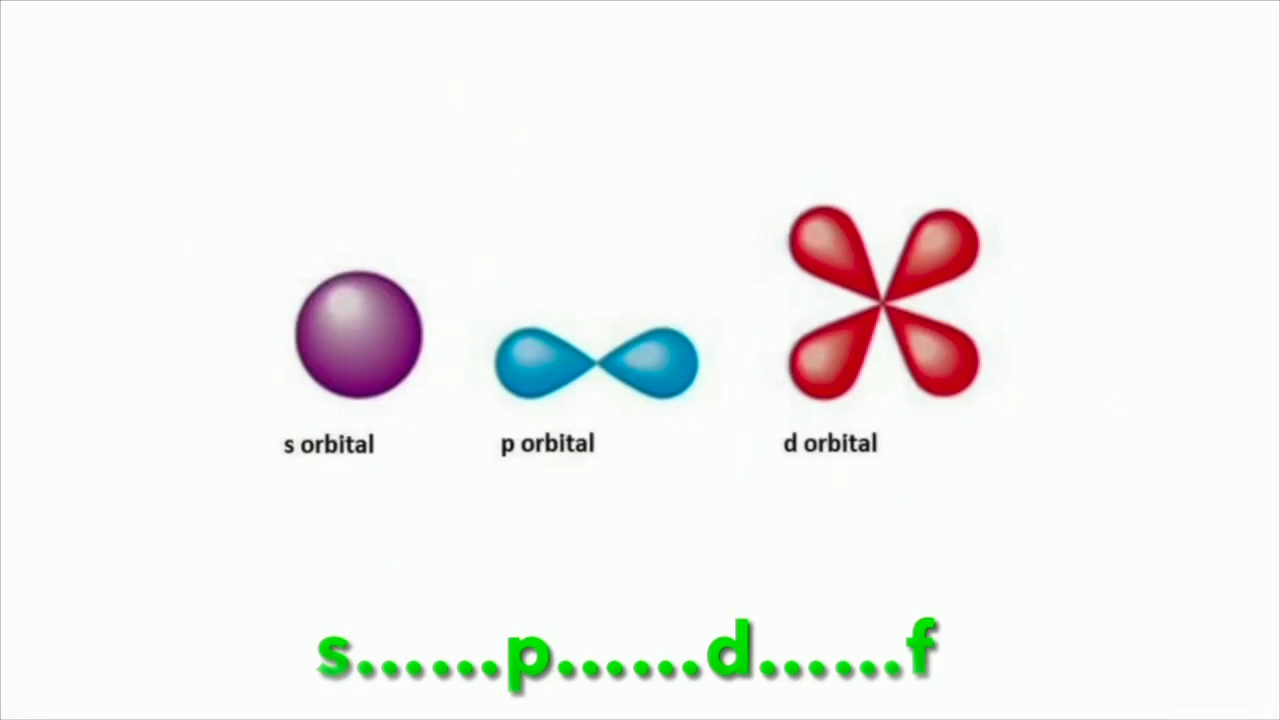 s orbital p orbital d orbital
s......p......d......f